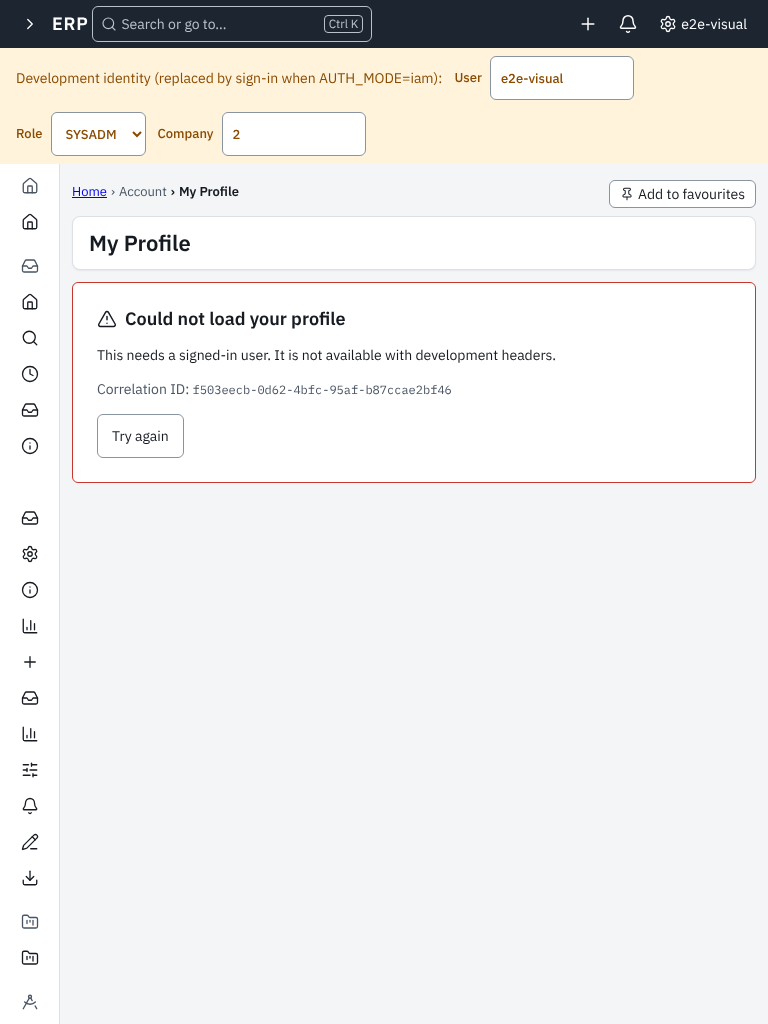 ERP
Search or go to...
Ctrl K
e2e-visual
Development identity (replaced by sign-in when AUTH_MODE=iam):
User
e2e-visual
Role
SYSADM
Company
2
Home › Account › My Profile
Add to favourites
My Profile
Could not load your profile
This needs a signed-in user. It is not available with development headers.
Correlation ID: f503eecb-0d62-4bfc-95af-b87ccae2bf46
Try again